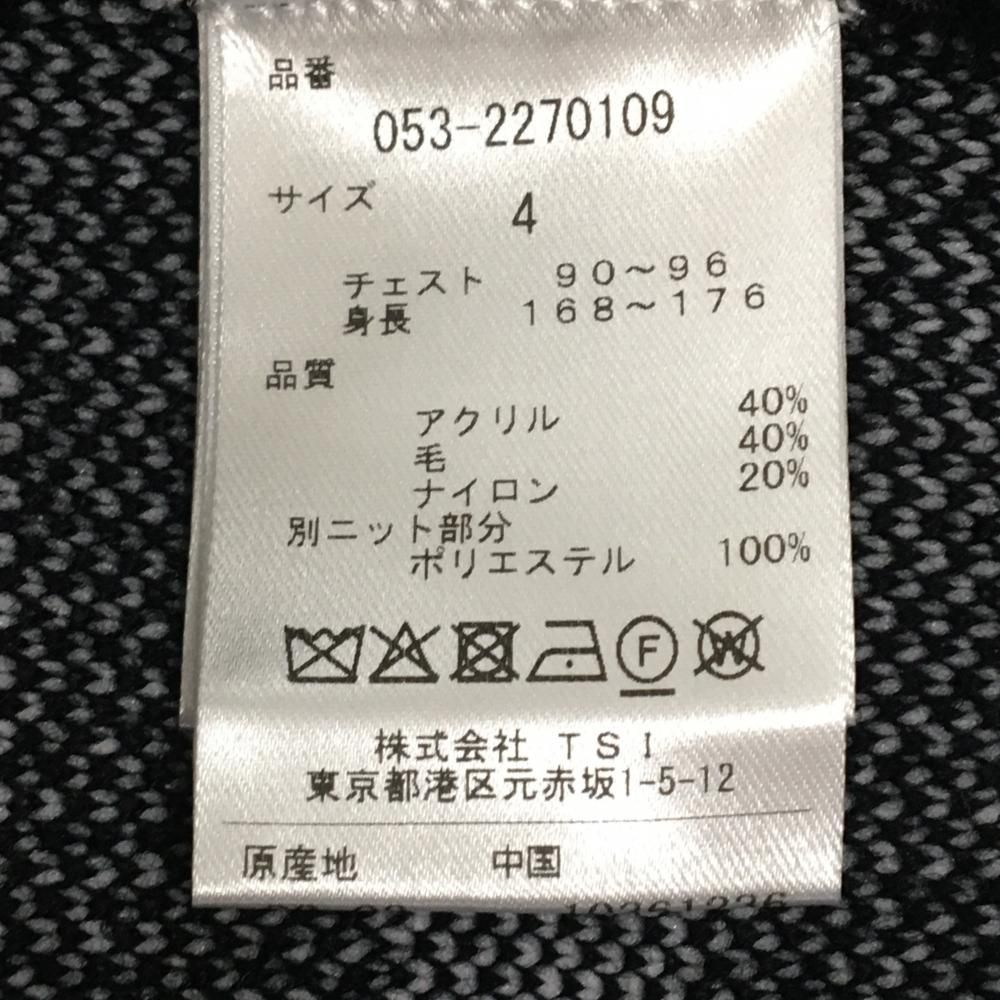 品番
053-2270109
サイズ 4
チェスト 90～96
身長 168～176
品質
アクリル 40%
毛 40%
ナイロン 20%
別ニット部分
ポリエステル 100%
F W
株式会社 TSI
東京都港区元赤坂1-5-12
原産地 中国